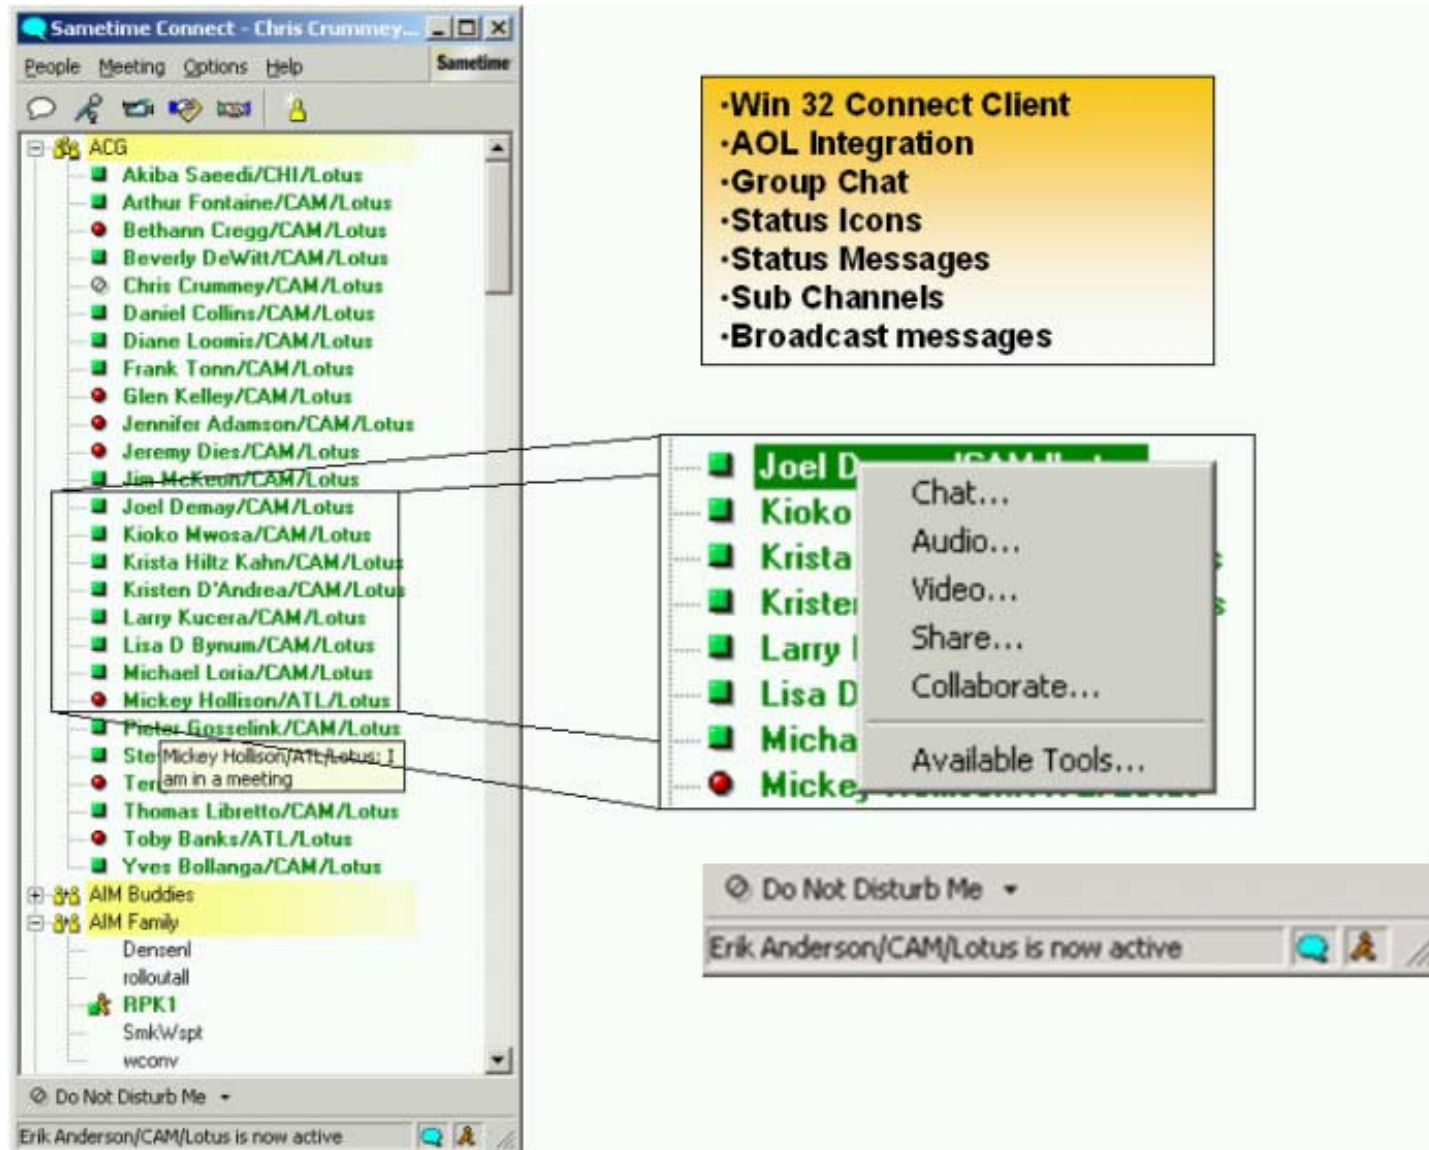 Sametime Connect - Chris Crummey...
People Meeting Options Help
Sametime
ACG
Akiba Saeedi/CHI/Lotus
Arthur Fontaine/CAM/Lotus
Bethann Cregg/CAM/Lotus
Beverly DeWitt/CAM/Lotus
Chris Crummey/CAM/Lotus
Daniel Collins/CAM/Lotus
Diane Loomis/CAM/Lotus
Frank Tonn/CAM/Lotus
Glen Kelley/CAM/Lotus
Jennifer Adamson/CAM/Lotus
Jeremy Dies/CAM/Lotus
Jim McKeon/CAM/Lotus
Joel Demay/CAM/Lotus
Kioko Mwosa/CAM/Lotus
Krista Hiltz Kahn/CAM/Lotus
Kristen D'Andrea/CAM/Lotus
Larry Kucera/CAM/Lotus
Lisa D Bynum/CAM/Lotus
Michael Loria/CAM/Lotus
Mickey Hollison/ATL/Lotus
Pieter Gosselink/CAM/Lotus
Mickey Hollison/ATL/Lotus: I
am in a meeting
Thomas Libretto/CAM/Lotus
Toby Banks/ATL/Lotus
Yves Bollanga/CAM/Lotus
AIM Buddies
AIM Family
Densenl
rolloutall
RPK1
SmkWspt
wconv
Do Not Disturb Me
Erik Anderson/CAM/Lotus is now active
·Win 32 Connect Client
·AOL Integration
·Group Chat
·Status Icons
·Status Messages
·Sub Channels
·Broadcast messages
Joel
Kioko
Krista
Larry
Lisa D
Chat...
Audio...
Video...
Share...
Collaborate...
Available Tools...
Do Not Disturb Me
Erik Anderson/CAM/Lotus is now active